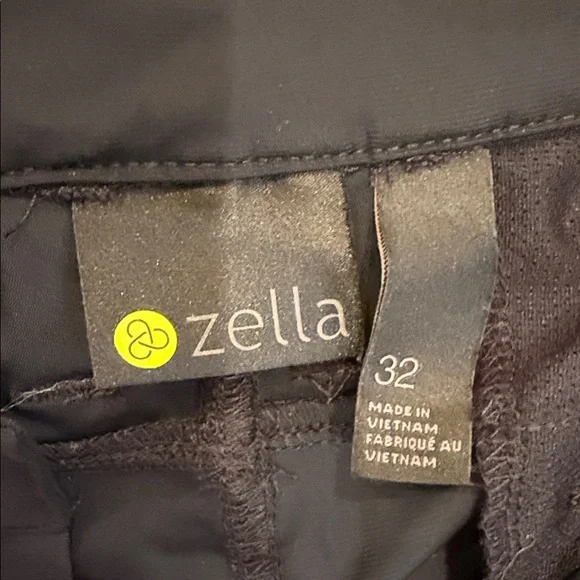 zella
32
MADE IN
VIETNAM
FABRIQUÉ AU
VIETNAM